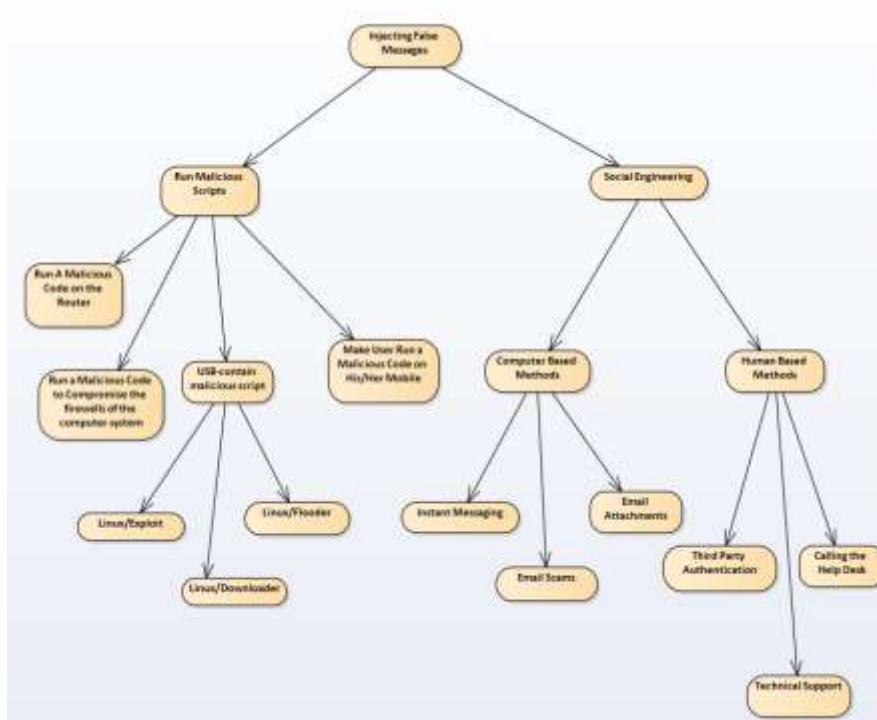 Injecting False
Messages
Run Malicious
Scripts
Social Engineering
Run A Malicious
Code on the
Router
Run a Malicious Code
to Compromise the
firewalls of the
computer system
USB-contain
malicious script
Make User Run a
Malicious Code on
His/Her Mobile
Computer Based
Methods
Human Based
Methods
Linux/Exploit
Linux/Flooder
Linux/Downloader
Instant Messaging
Email
Attachments
Email Scams
Third Party
Authentication
Calling the
Help Desk
Technical Support